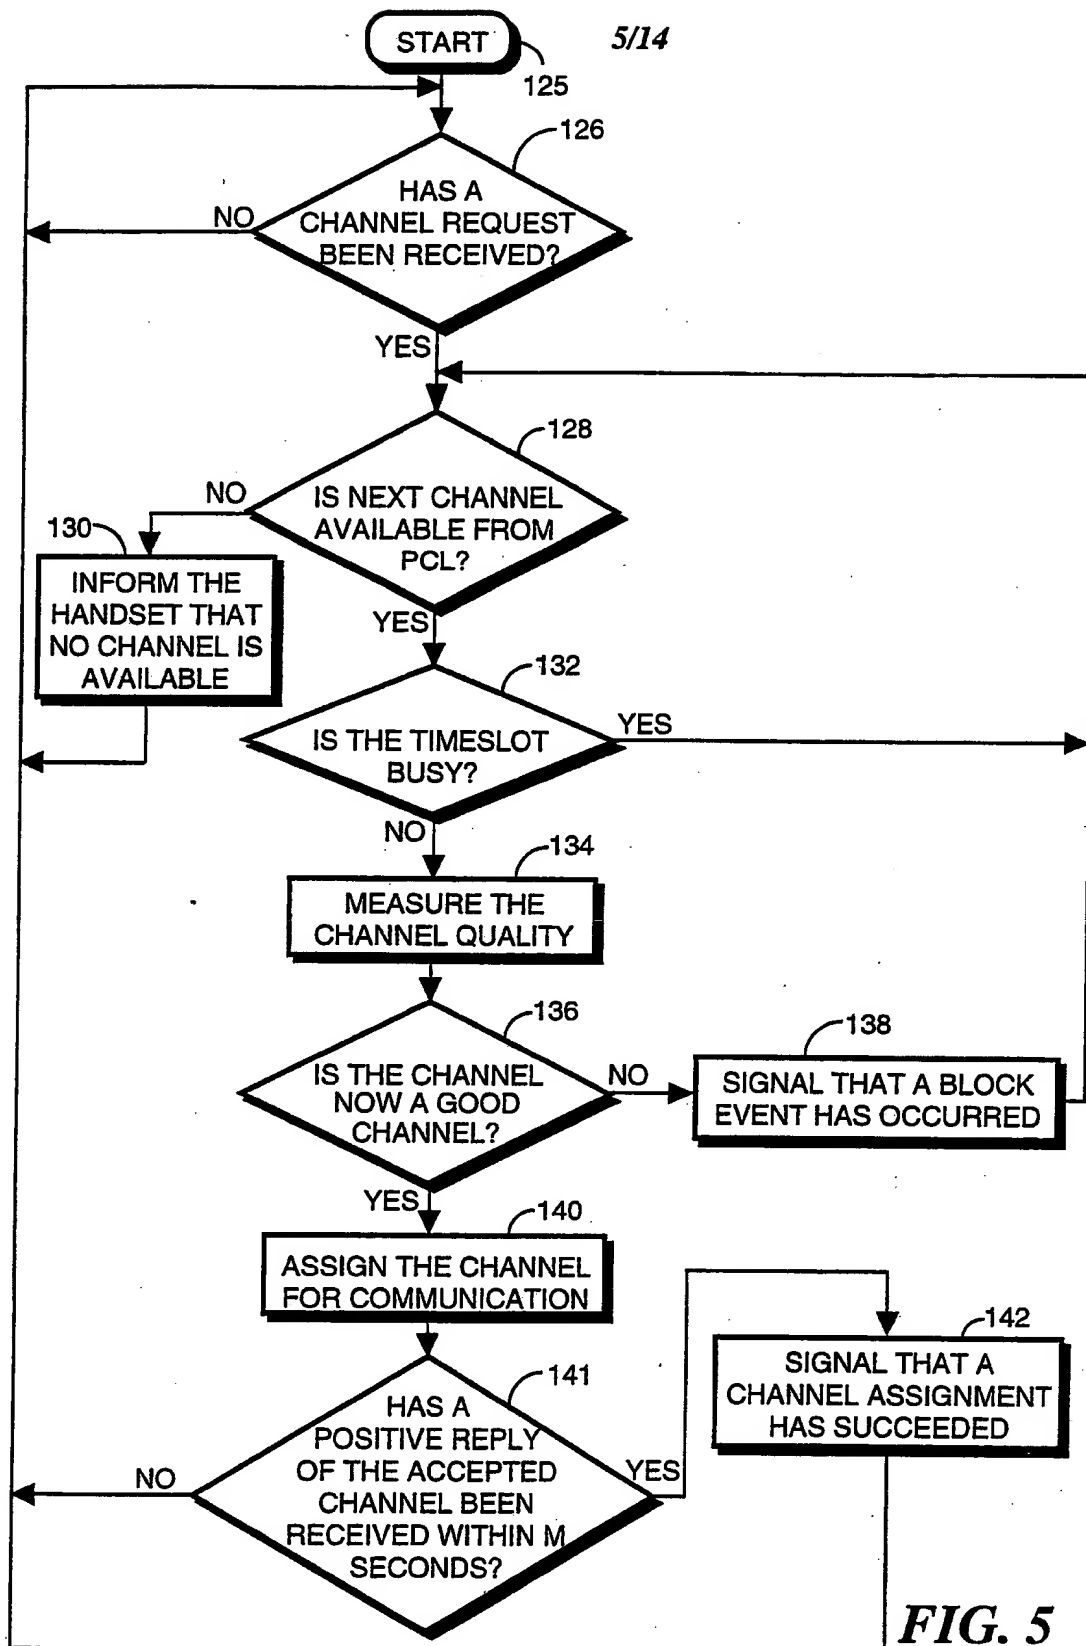 START
5/14
125
126
HAS A
CHANNEL REQUEST
BEEN RECEIVED?
NO
YES
128
IS NEXT CHANNEL
AVAILABLE FROM
PCL?
NO
130
INFORM THE
HANDSET THAT
NO CHANNEL IS
AVAILABLE
YES
132
IS THE TIMESLOT
BUSY?
YES
NO
134
MEASURE THE
CHANNEL QUALITY
136
IS THE CHANNEL
NOW A GOOD
CHANNEL?
NO
138
SIGNAL THAT A BLOCK
EVENT HAS OCCURRED
YES
140
ASSIGN THE CHANNEL
FOR COMMUNICATION
141
HAS A
POSITIVE REPLY
OF THE ACCEPTED
CHANNEL BEEN
RECEIVED WITHIN M
SECONDS?
NO
YES
142
SIGNAL THAT A
CHANNEL ASSIGNMENT
HAS SUCCEEDED
FIG. 5